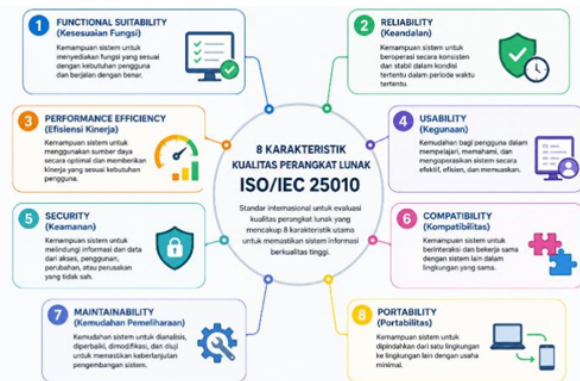 1
FUNCTIONAL SUITABILITY
(Kesesuaian Fungsi)
Kemampuan sistem untuk
menyediakan fungsi yang sesuai
dengan kebutuhan pengguna
dan berjalan dengan benar.
2
RELIABILITY
(Keandalan)
Kemampuan sistem untuk
beroperasi secara konsisten
dan stabil dalam kondisi
tertentu dalam periode waktu
tertentu.
3
PERFORMANCE EFFICIENCY
(Efisiensi Kinerja)
Kemampuan sistem untuk
menggunakan sumber daya
secara optimal dan memberikan
kinerja yang sesuai kebutuhan
pengguna.
4
USABILITY
(Kegunaan)
Kemudahan bagi pengguna dalam
mempelajari, memahami, dan
mengoperasikan sistem secara
efektif, efisien, dan memuaskan.
8 KARAKTERISTIK
KUALITAS PERANGKAT LUNAK
ISO/IEC 25010
Standar internasional untuk evaluasi
kualitas perangkat lunak yang
mencakup 8 karakteristik utama
untuk memastikan sistem informasi
berkualitas tinggi.
5
SECURITY
(Keamanan)
Kemampuan sistem untuk
melindungi informasi dan data
dari akses, penggunan,
perubahan, atau perusakan
yang tidak sah.
6
COMPATIBILITY
(Kompatibilitas)
Kemampuan sistem untuk
berinteraksi dan bekerja sama
dengan sistem lain dalam
lingkungan yang sama.
7
MAINTAINABILITY
(Kemudahan Pemeliharaan)
Kemudahan sistem untuk dianalisis,
diperbaiki, dimodifikasi, dan diuji
untuk memastikan keberlanjutan
pengembangan sistem.
8
PORTABILITY
(Portabilitas)
Kemampuan sistem untuk
dipindahkan dari satu lingkungan
ke lingkungan lain dengan usaha
minimal.